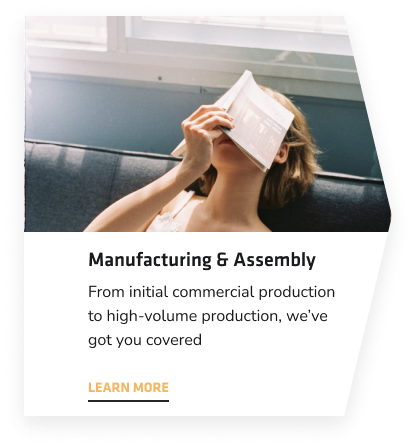 Manufacturing & Assembly
From initial commercial production
to high-volume production, we've
got you covered
LEARN MORE